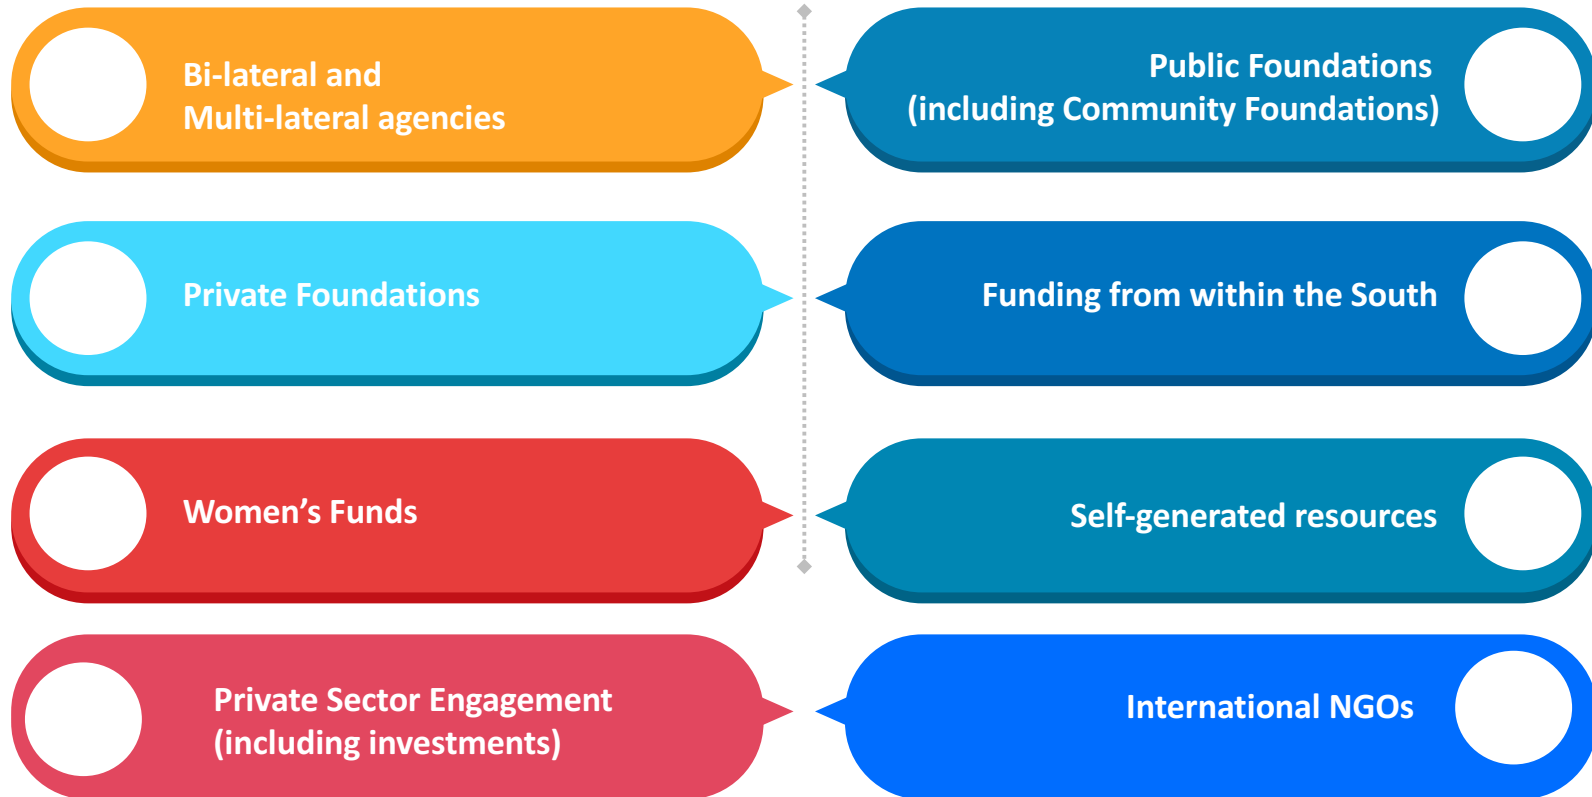 Bi-lateral and
Multi-lateral agencies
Public Foundations
(including Community Foundations)
Private Foundations
Funding from within the South
Women’s Funds
Self-generated resources
Private Sector Engagement
(including investments)
International NGOs